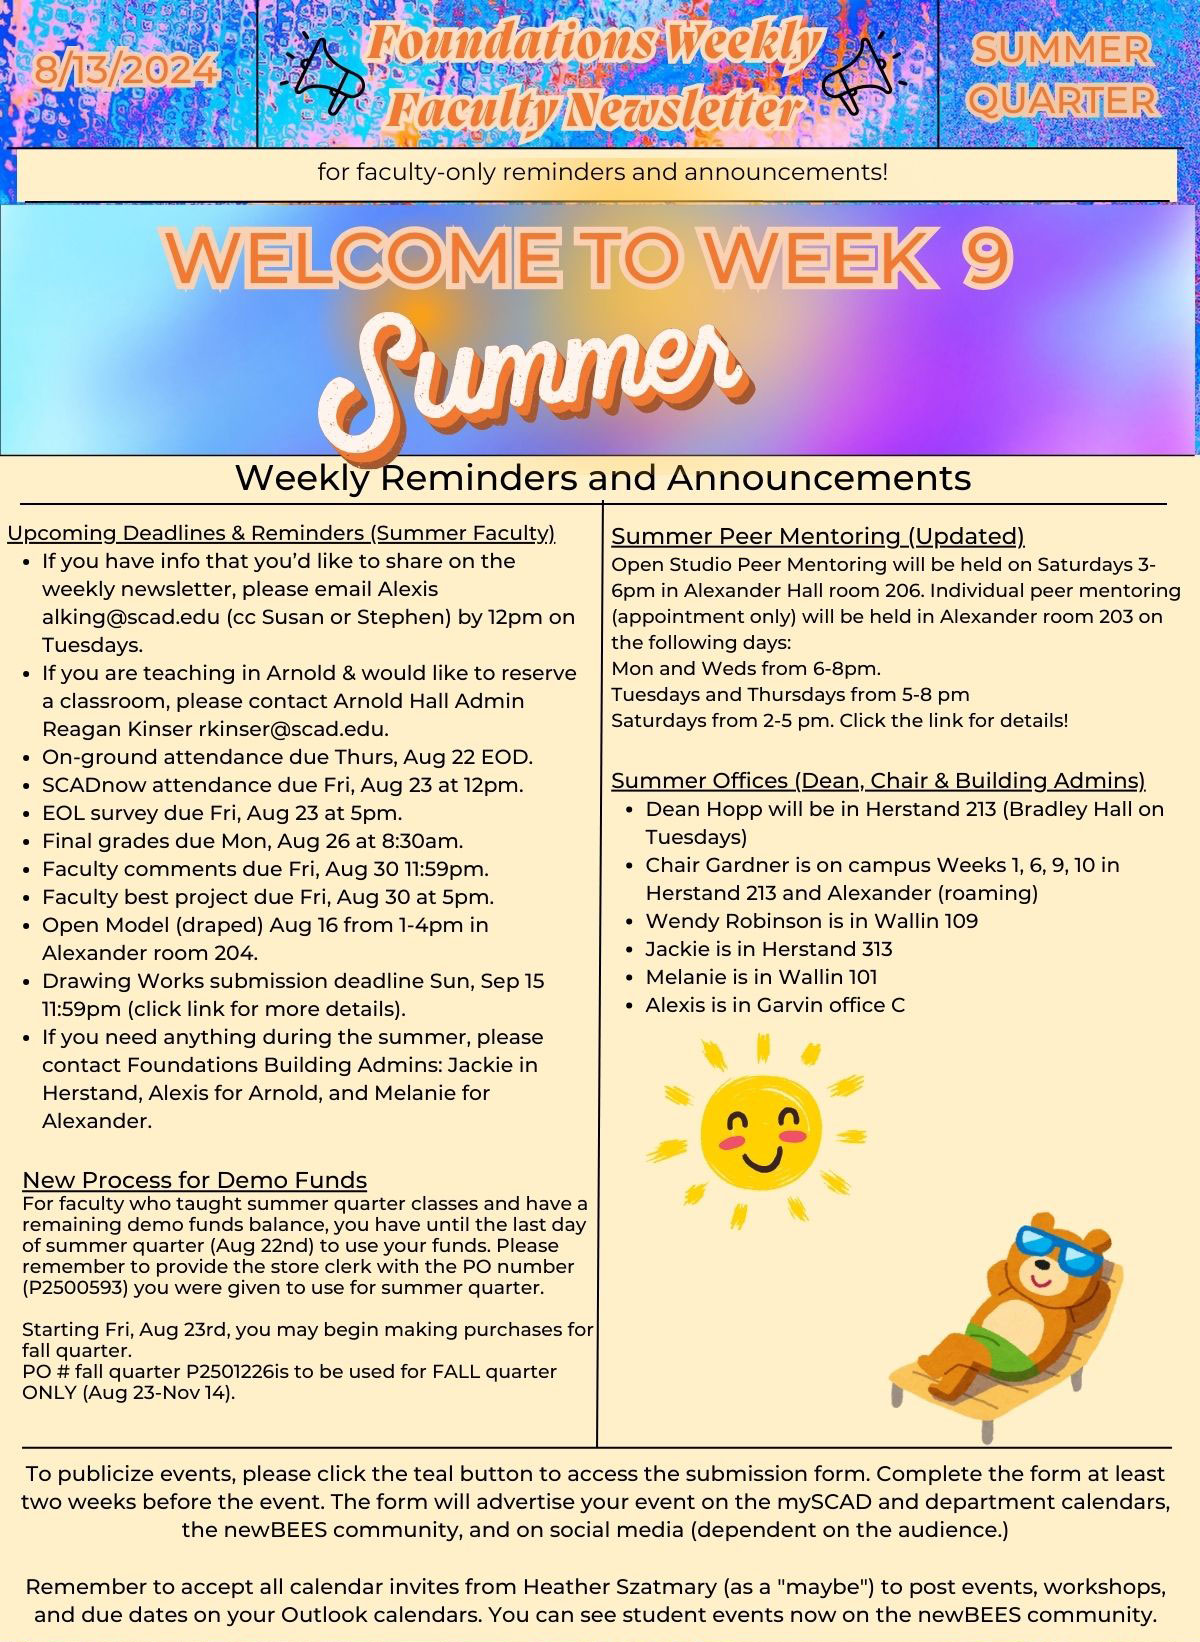 8/13/2024
Foundations Weekly
Faculty Newsletter
SUMMER
QUARTER
for faculty-only reminders and announcements!
WELCOME TO WEEK 9
Summer
Weekly Reminders and Announcements
Upcoming Deadlines & Reminders (Summer Faculty)
• If you have info that you’d like to share on the
weekly newsletter, please email Alexis
alking@scad.edu (cc Susan or Stephen) by 12pm on
Tuesdays.
• If you are teaching in Arnold & would like to reserve
a classroom, please contact Arnold Hall Admin
Reagan Kinser rkinser@scad.edu.
• On-ground attendance due Thurs, Aug 22 EOD.
• SCADnow attendance due Fri, Aug 23 at 12pm.
• EOL survey due Fri, Aug 23 at 5pm.
• Final grades due Mon, Aug 26 at 8:30am.
• Faculty comments due Fri, Aug 30 11:59pm.
• Faculty best project due Fri, Aug 30 at 5pm.
• Open Model (draped) Aug 16 from 1-4pm in
Alexander room 204.
• Drawing Works submission deadline Sun, Sep 15
11:59pm (click link for more details).
• If you need anything during the summer, please
contact Foundations Building Admins: Jackie in
Herstand, Alexis for Arnold, and Melanie for
Alexander.
New Process for Demo Funds
For faculty who taught summer quarter classes and have a
remaining demo funds balance, you have until the last day
of summer quarter (Aug 22nd) to use your funds. Please
remember to provide the store clerk with the PO number
(P2500593) you were given to use for summer quarter.
Starting Fri, Aug 23rd, you may begin making purchases for
fall quarter.
PO # fall quarter P2501226is to be used for FALL quarter
ONLY (Aug 23-Nov 14).
Summer Peer Mentoring (Updated)
Open Studio Peer Mentoring will be held on Saturdays 3-
6pm in Alexander Hall room 206. Individual peer mentoring
(appointment only) will be held in Alexander room 203 on
the following days:
Mon and Weds from 6-8pm.
Tuesdays and Thursdays from 5-8 pm
Saturdays from 2-5 pm. Click the link for details!
Summer Offices (Dean, Chair & Building Admins)
• Dean Hopp will be in Herstand 213 (Bradley Hall on
Tuesdays)
• Chair Gardner is on campus Weeks 1, 6, 9, 10 in
Herstand 213 and Alexander (roaming)
• Wendy Robinson is in Wallin 109
• Jackie is in Herstand 313
• Melanie is in Wallin 101
• Alexis is in Garvin office C
To publicize events, please click the teal button to access the submission form. Complete the form at least
two weeks before the event. The form will advertise your event on the mySCAD and department calendars,
the newBEES community, and on social media (dependent on the audience.)
Remember to accept all calendar invites from Heather Szatmary (as a "maybe") to post events, workshops,
and due dates on your Outlook calendars. You can see student events now on the newBEES community.